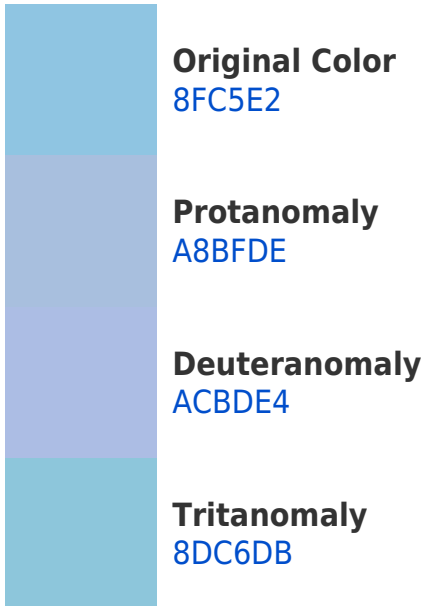 Original Color
8FC5E2
Protanomaly
A8BFDE
Deuteranomaly
ACBDE4
Tritanomaly
8DC6DB